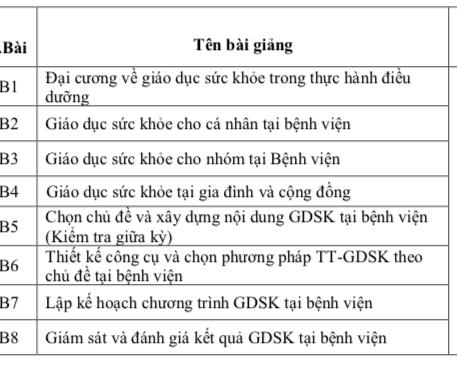 .Bài
Tên bài giảng
B1
Đại cương về giáo dục sức khỏe trong thực hành điều
dưỡng
B2
Giáo dục sức khỏe cho cá nhân tại bệnh viện
B3
Giáo dục sức khỏe cho nhóm tại Bệnh viện
B4
Giáo dục sức khỏe tại gia đình và cộng đồng
B5
Chọn chủ đề và xây dựng nội dung GDSK tại bệnh viện
(Kiểm tra giữa kỳ)
B6
Thiết kế công cụ và chọn phương pháp TT-GDSK theo
chủ đề tại bệnh viện
B7
Lập kế hoạch chương trình GDSK tại bệnh viện
B8
Giám sát và đánh giá kết quả GDSK tại bệnh viện